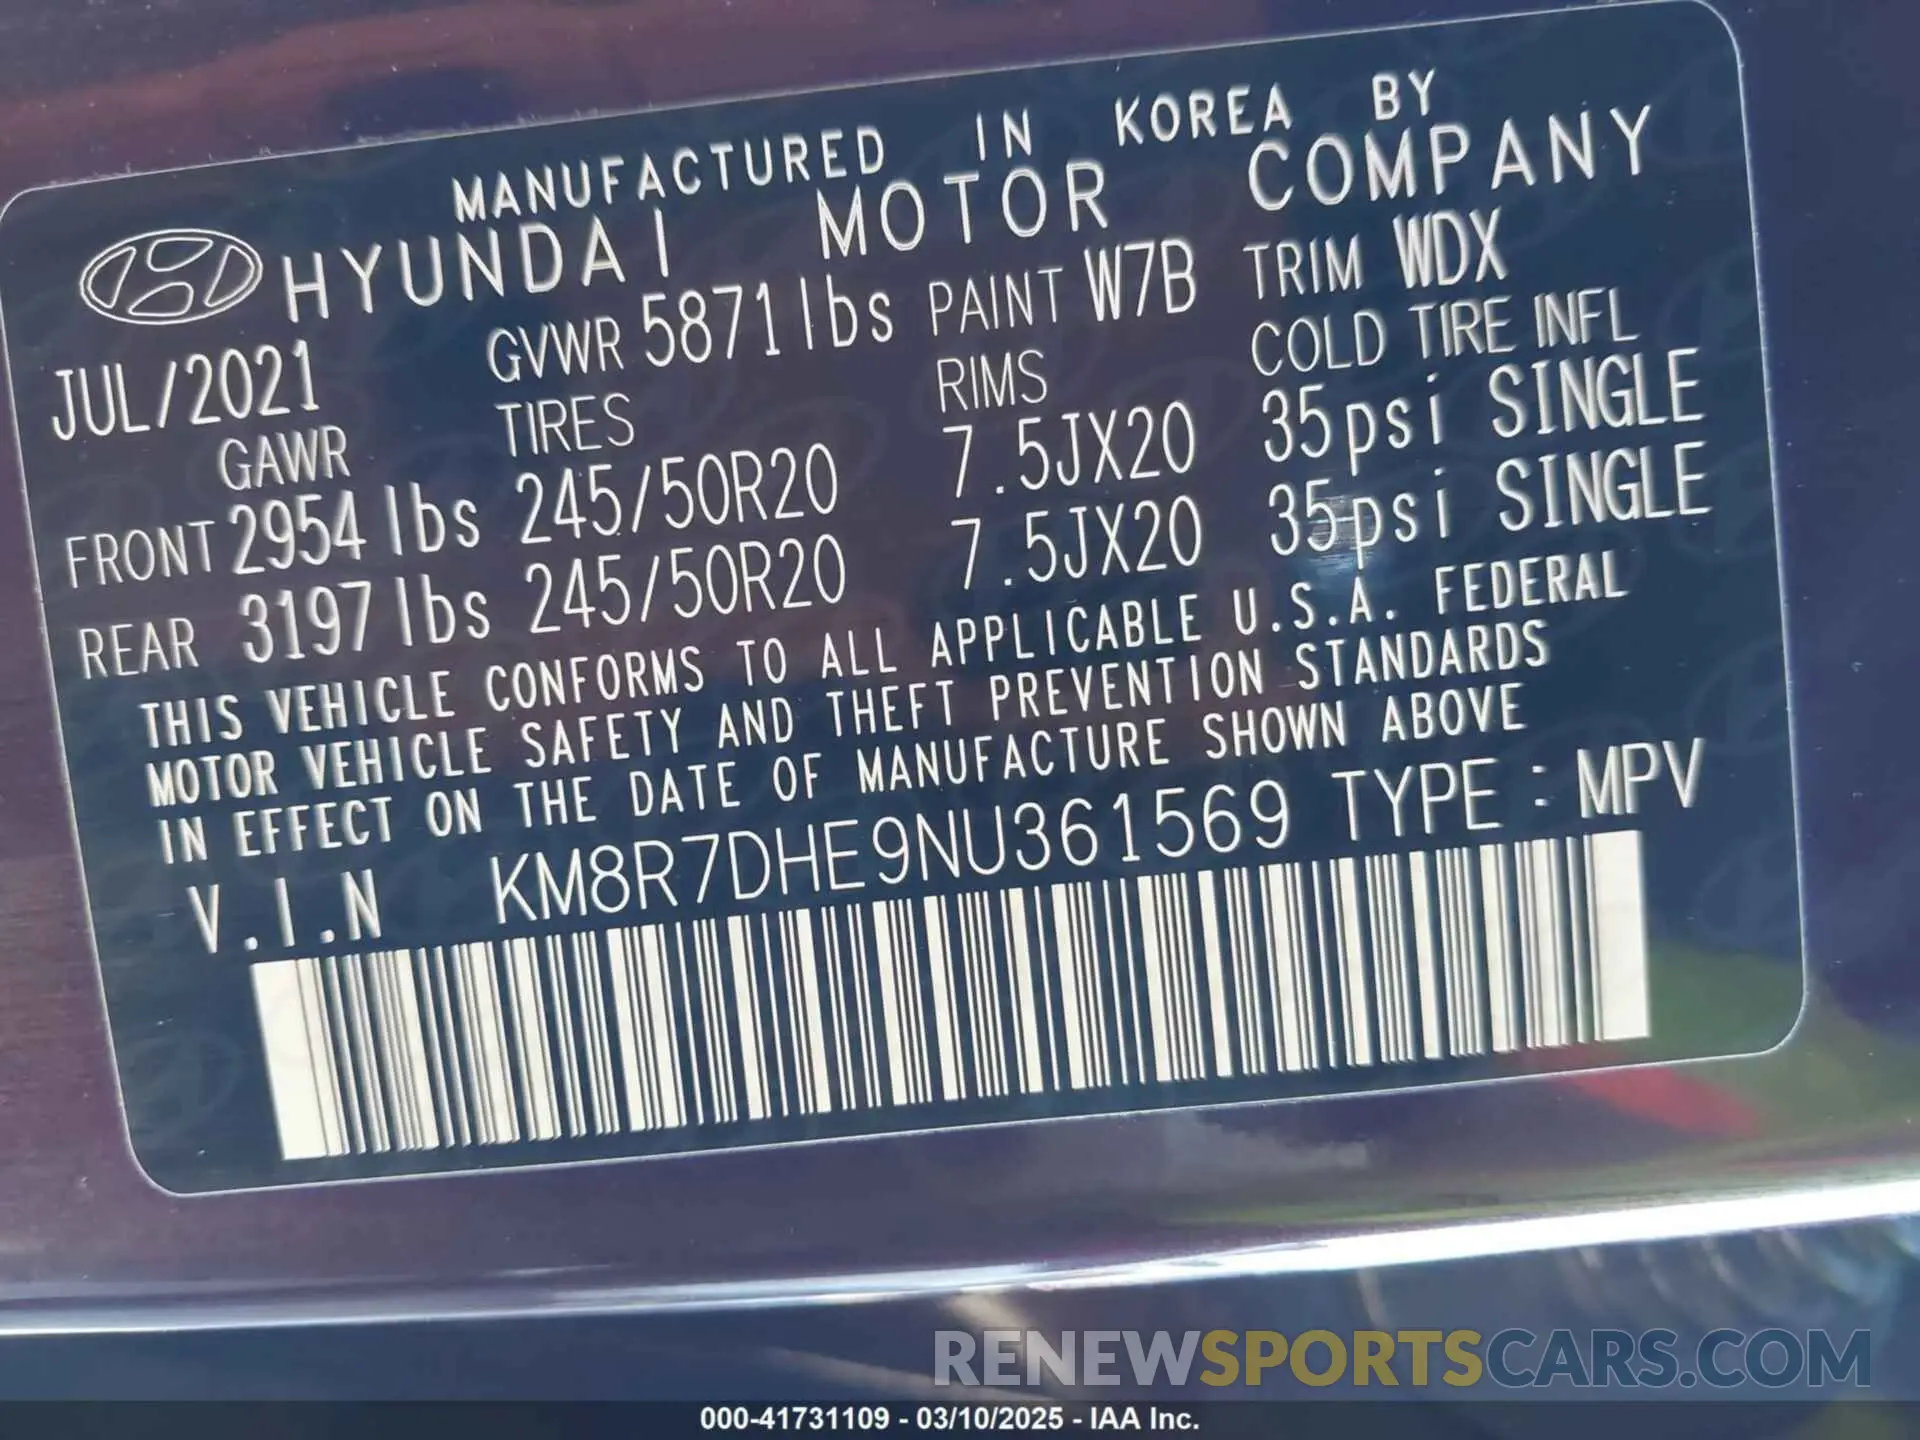 MANUFACTURED IN KOREA BY
HYUNDAI MOTOR COMPANY
JUL/2021 GVWR 5871lbs PAINT W7B TRIM WDX
GAWR TIRES RIMS COLD TIRE INFL
FRONT 2954 lbs 245/50R20 7.5JX20 35psi SINGLE
REAR 3197 lbs 245/50R20 7.5JX20 35psi SINGLE
THIS VEHICLE CONFORMS TO ALL APPLICABLE U.S.A. FEDERAL
MOTOR VEHICLE SAFETY AND THEFT PREVENTION STANDARDS
IN EFFECT ON THE DATE OF MANUFACTURE SHOWN ABOVE
V.I.N KM8R7DHE9NU361569 TYPE : MPV
RENEWSPORTSCARS.COM
000-41731109 - 03/10/2025 - IAA Inc.